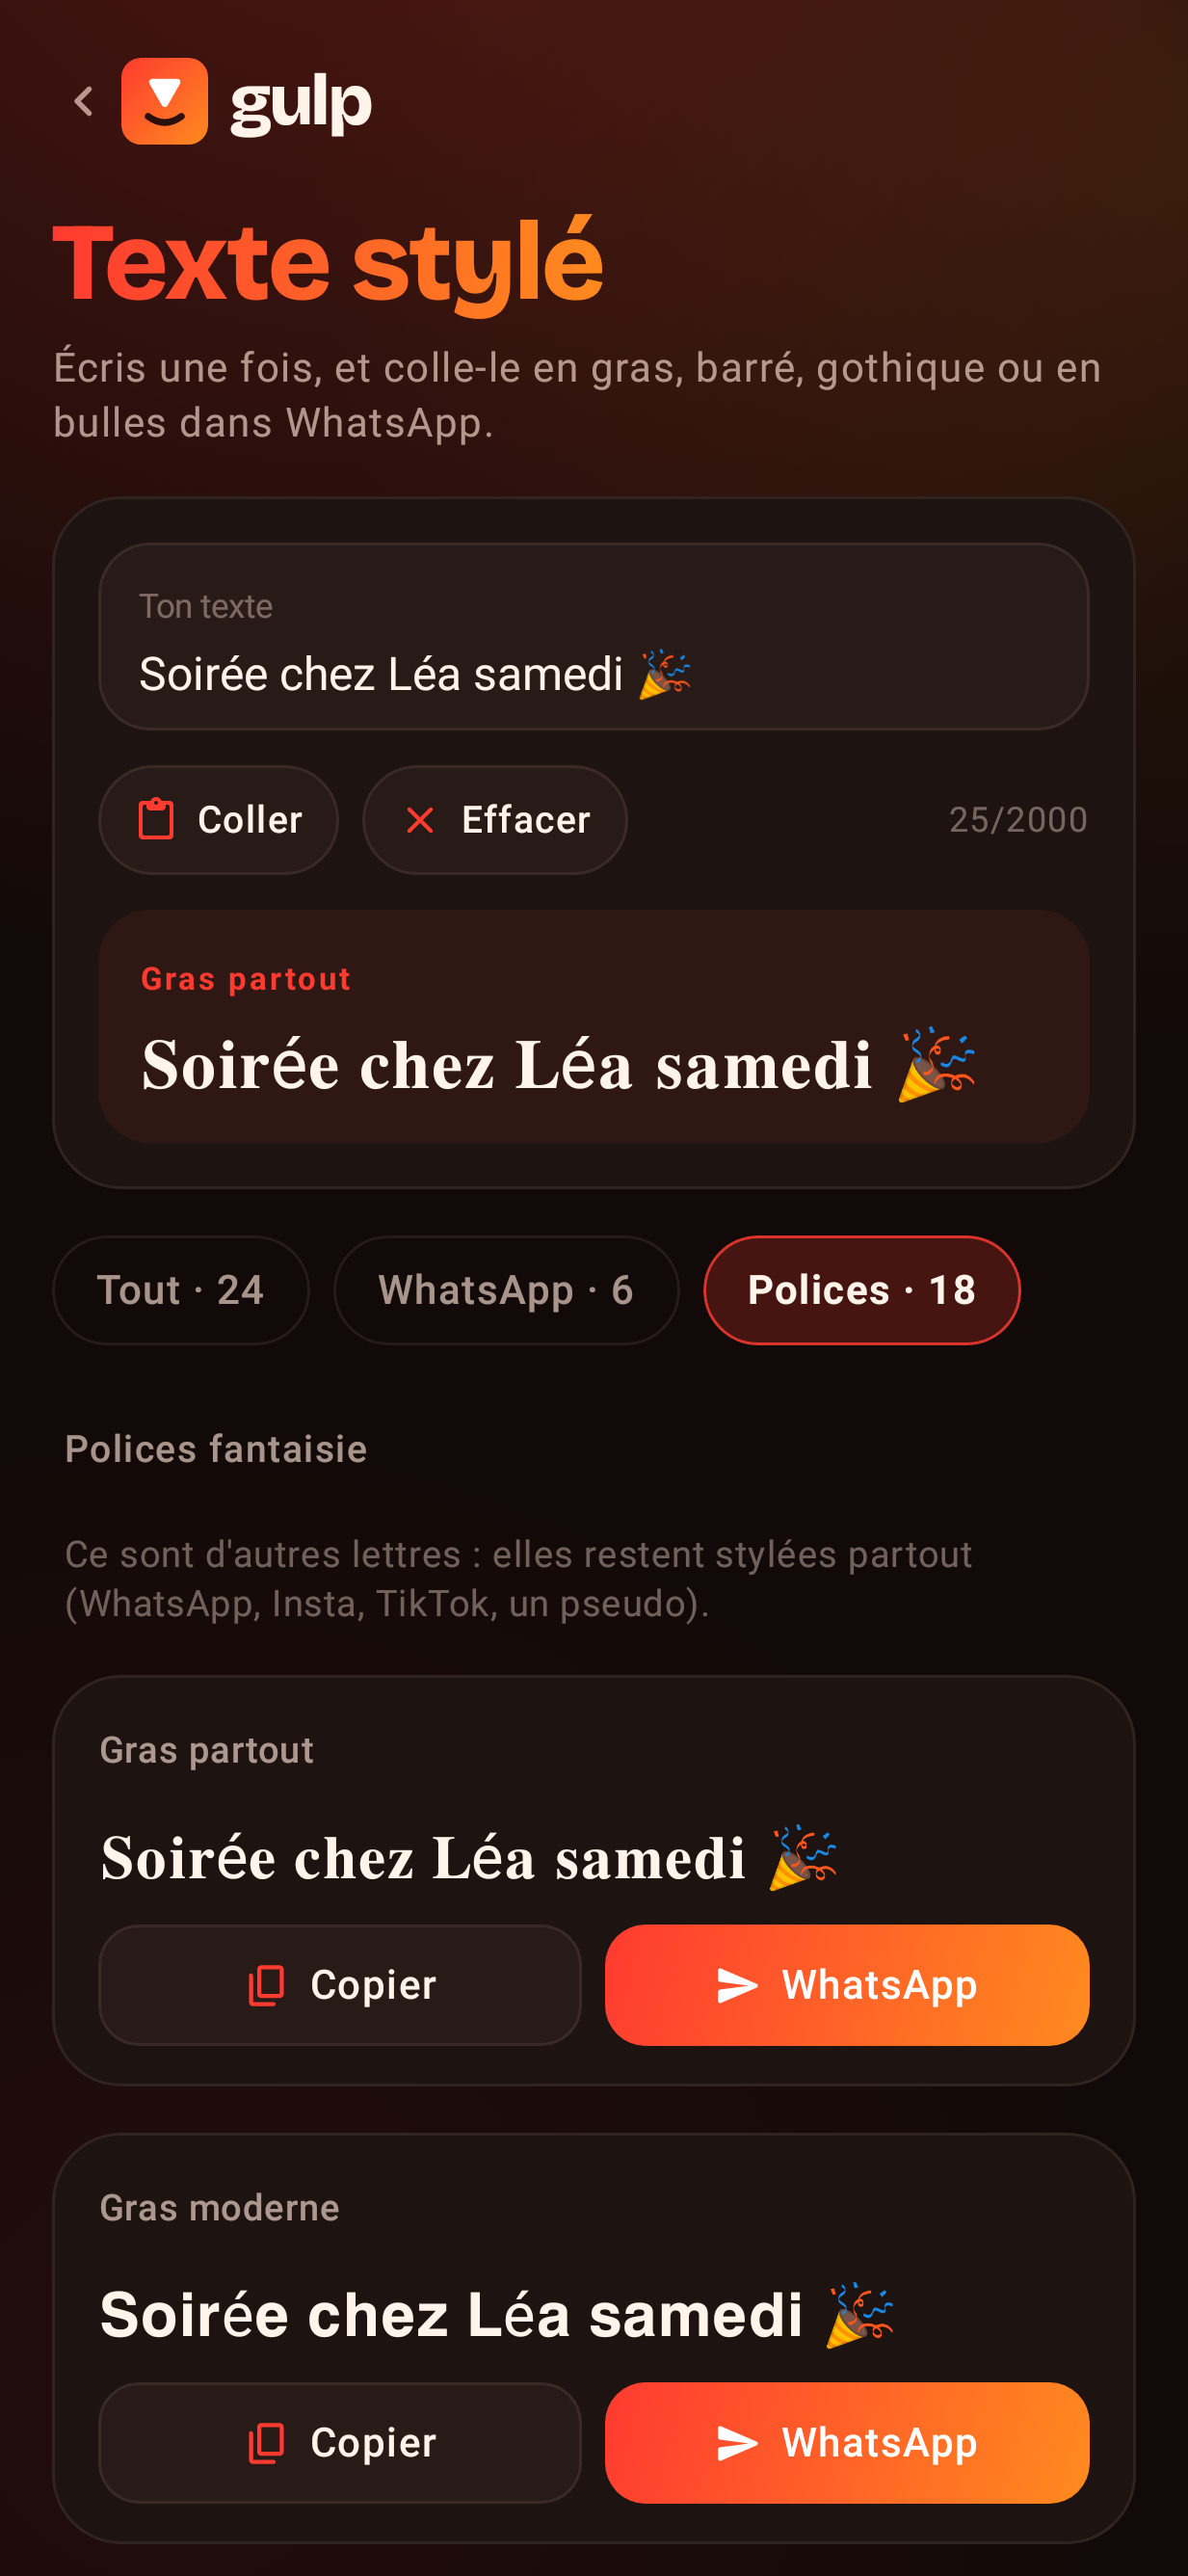 gulp
Texte stylé
Écris une fois, et colle-le en gras, barré, gothique ou en
bulles dans WhatsApp.
Ton texte
Soirée chez Léa samedi 🎉
Coller
Effacer
25/2000
Gras partout
𝐒𝐨𝐢𝐫é𝐞 𝐜𝐡𝐞𝐳 𝐋é𝐚 𝐬𝐚𝐦𝐞𝐝𝐢 🎉
Tout · 24
WhatsApp · 6
Polices · 18
Polices fantaisie
Ce sont d'autres lettres : elles restent stylées partout
(WhatsApp, Insta, TikTok, un pseudo).
Gras partout
𝐒𝐨𝐢𝐫é𝐞 𝐜𝐡𝐞𝐳 𝐋é𝐚 𝐬𝐚𝐦𝐞𝐝𝐢 🎉
Copier
WhatsApp
Gras moderne
𝗦𝗼𝗶𝗿é𝗲 𝗰𝗵𝗲𝘇 𝗟é𝗮 𝘀𝗮𝗺𝗲𝗱𝗶 🎉
Copier
WhatsApp